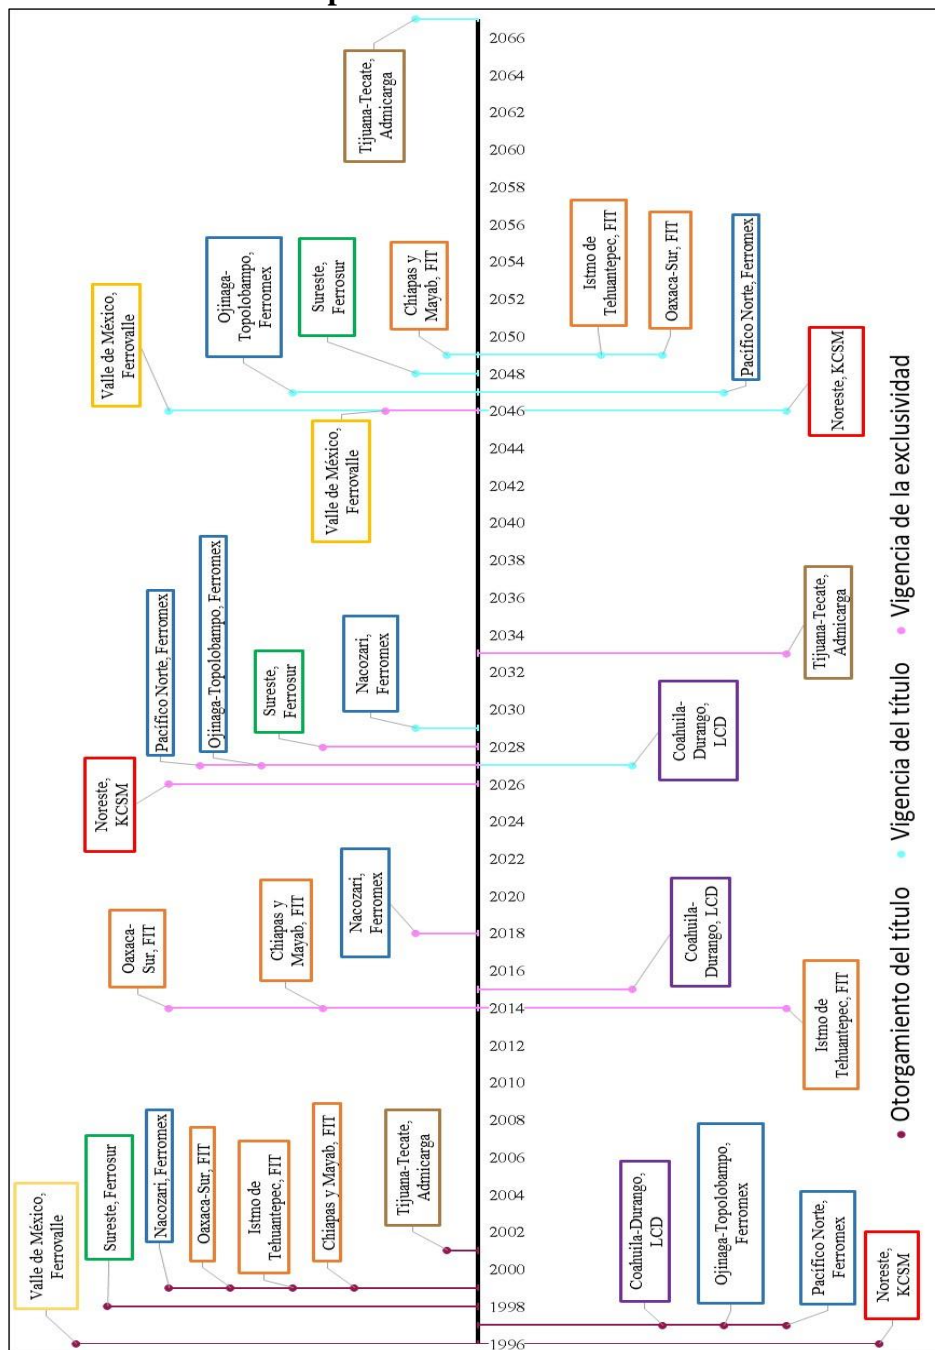 2066
2064
2062
2060
2058
2056
2054
2052
2050
2048
2046
2044
2042
2040
2038
2036
2034
2032
2030
2028
2026
2024
2022
2020
2018
2016
2014
2012
2010
2008
2006
2004
2002
2000
1998
1996
Valle de México,
Ferrovalle
Sureste, Ferrosur
Nacozari, Ferromex
Oaxaca-Sur, FIT
Istmo de
Tehuantepec, FIT
Chiapas y Mayab, FIT
Tijuana-Tecate,
Admicarga
Coahuila-Durango,
LCD
Ojinaga-Topolobampo,
Ferromex
Pacífico Norte,
Ferromex
Noreste,
KCSM
Oaxaca-
Sur, FIT
Chiapas y
Mayab, FIT
Nacozari,
Ferromex
Coahuila-
Durango, LCD
Istmo de
Tehuantepec, FIT
Noreste,
KCSM
Pacífico Norte, Ferromex
Ojinaga-Topolobampo, Ferromex
Sureste,
Ferrosur
Nacozari,
Ferromex
Coahuila-
Durango,
LCD
Tijuana-Tecate,
Admicarga
Valle de México,
Ferrovalle
Valle de México,
Ferrovalle
Ojinaga-
Topolobampo,
Ferromex
Sureste,
Ferrosur
Chiapas y
Mayab, FIT
Istmo de
Tehuantepec, FIT
Oaxaca-Sur, FIT
Pacífico Norte, Ferromex
Noreste, KCSM
Tijuana-Tecate,
Admicarga
Otorgamiento del título
Vigencia del título
Vigencia de la exclusividad